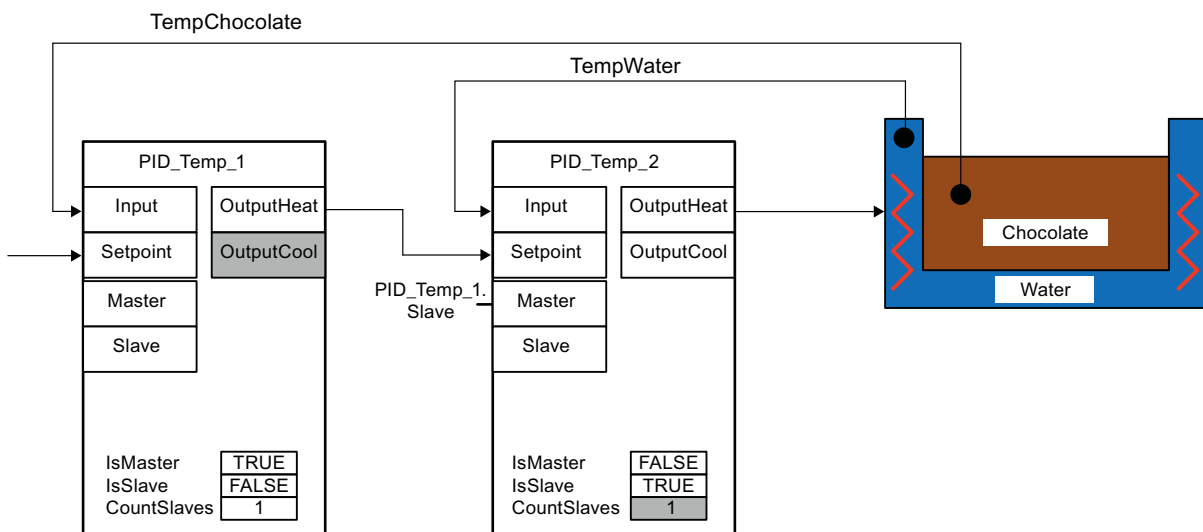 TempChocolate
TempWater
PID_Temp_1
Input
OutputHeat
Setpoint
OutputCool
Master
Slave
IsMaster TRUE
IsSlave FALSE
CountSlaves 1
PID_Temp_2
Input
OutputHeat
Setpoint
OutputCool
PID_Temp_1.
Slave
Master
Slave
IsMaster FALSE
IsSlave TRUE
CountSlaves 1
Chocolate
Water